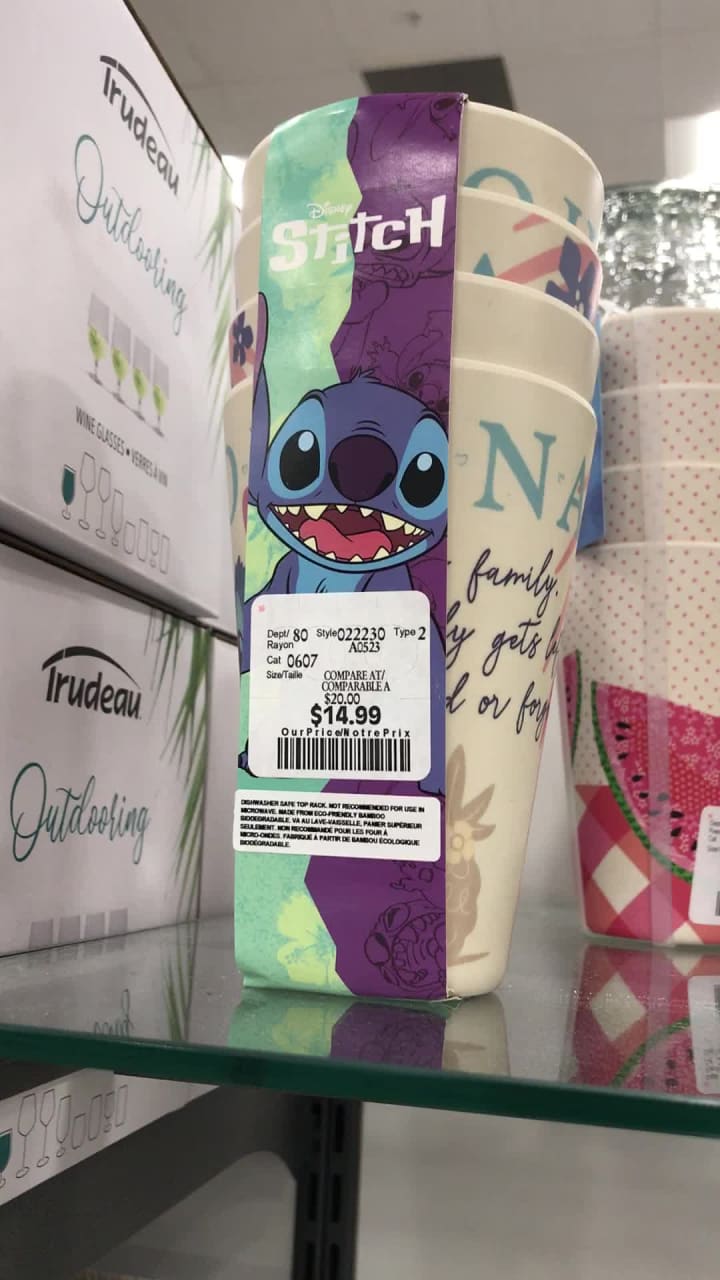 Trudeau
Outdooring
WINE GLASSES • VERRES À VIN
Trudeau
Outdooring
Disney
STITCH
NA
family.
gets
or
Dept/ 80 Style 022230 Type 2
Rayon A0523
Cat 0607
Size/Taille COMPARE AT/
COMPARABLE A
$20.00
$14.99
OurPrice/NotrePrix
DISHWASHER SAFE TOP RACK. NOT RECOMMENDED FOR USE IN
MICROWAVE. MADE FROM ECO-FRIENDLY BAMBOO
BIODEGRADABLE. VA AU LAVE-VAISSELLE, PANIER SUPÉRIEUR
SEULEMENT. NON RECOMMANDÉ POUR LES FOUR À
MICRO-ONDES. FABRIQUÉ À PARTIR DE BAMBOU ÉCOLOGIQUE
BIODÉGRADABLE.